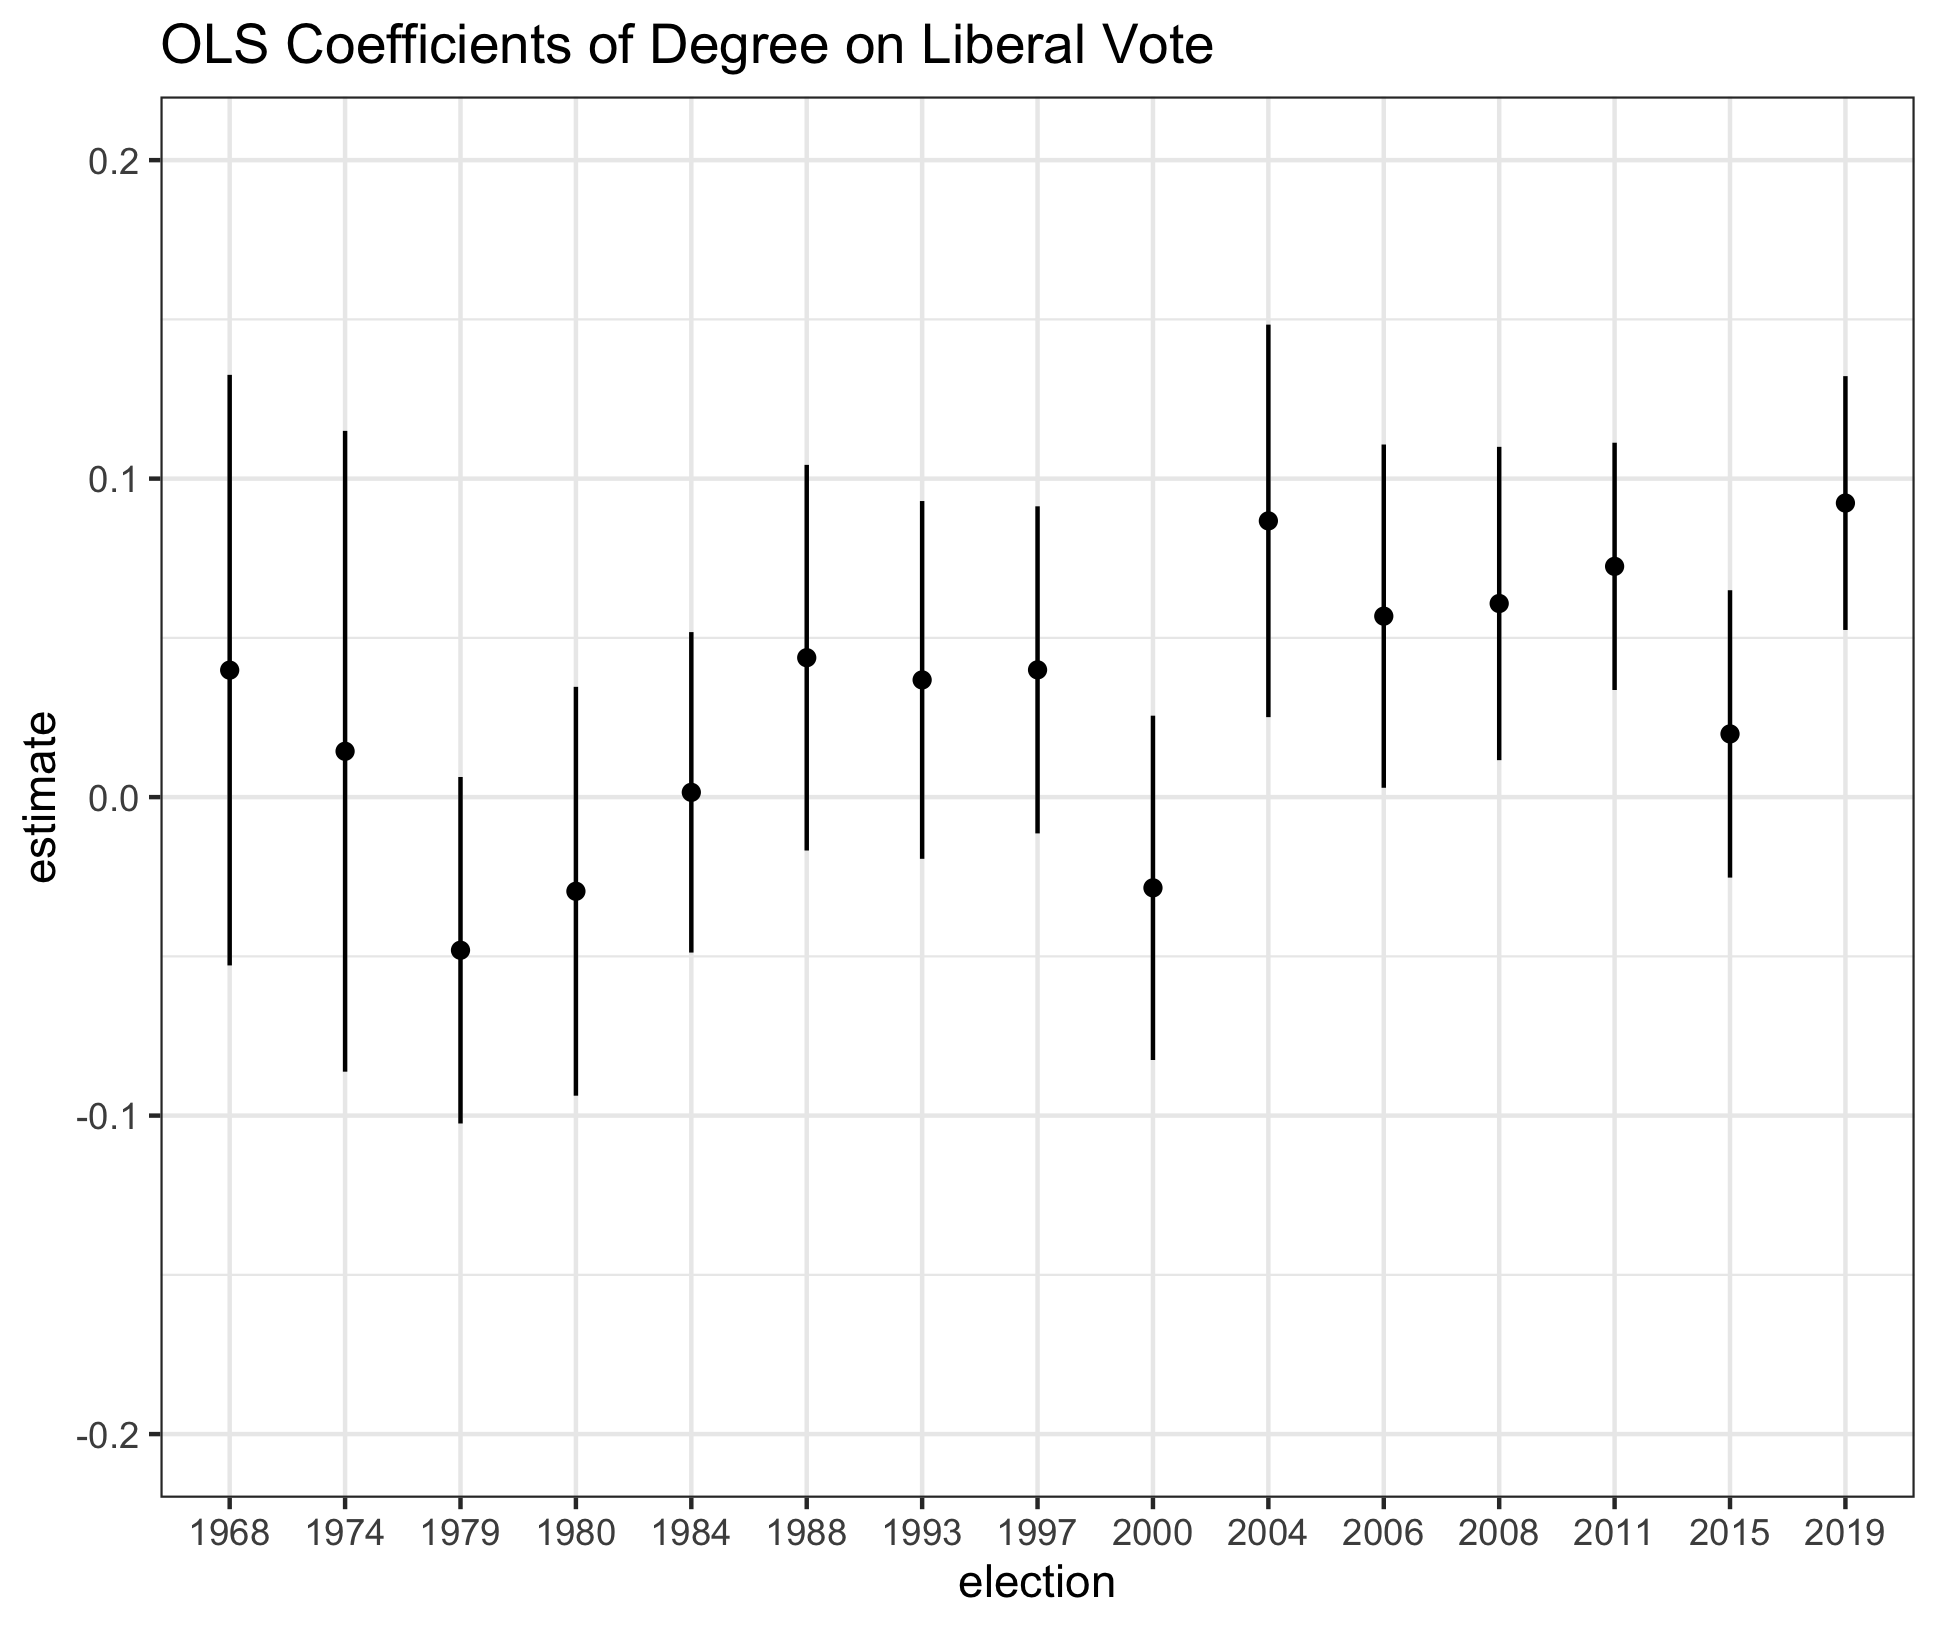 OLS Coefficients of Degree on Liberal Vote
estimate
0.2
0.1
0.0
-0.1
-0.2
1968 1974 1979 1980 1984 1988 1993 1997 2000 2004 2006 2008 2011 2015 2019
election